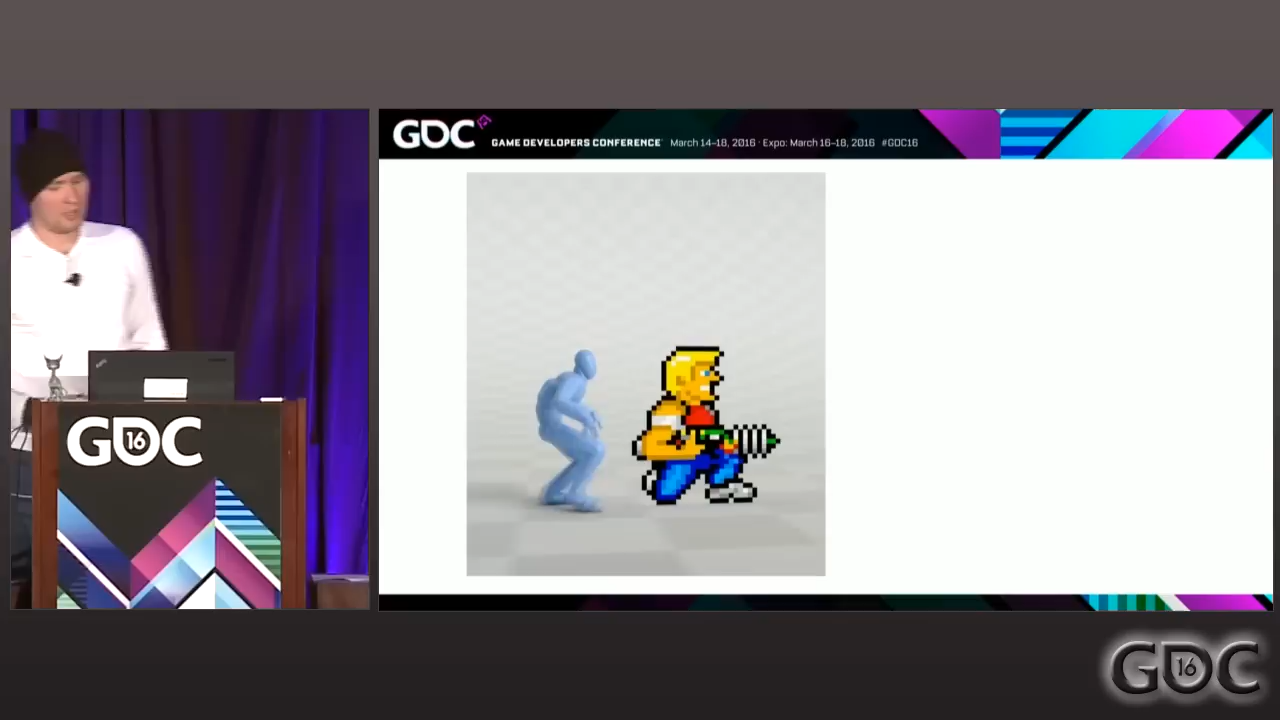 GDC
GAME DEVELOPERS CONFERENCE March 14–18, 2016 · Expo: March 16–18, 2016 #GDC16
GDC
16
GDC
16